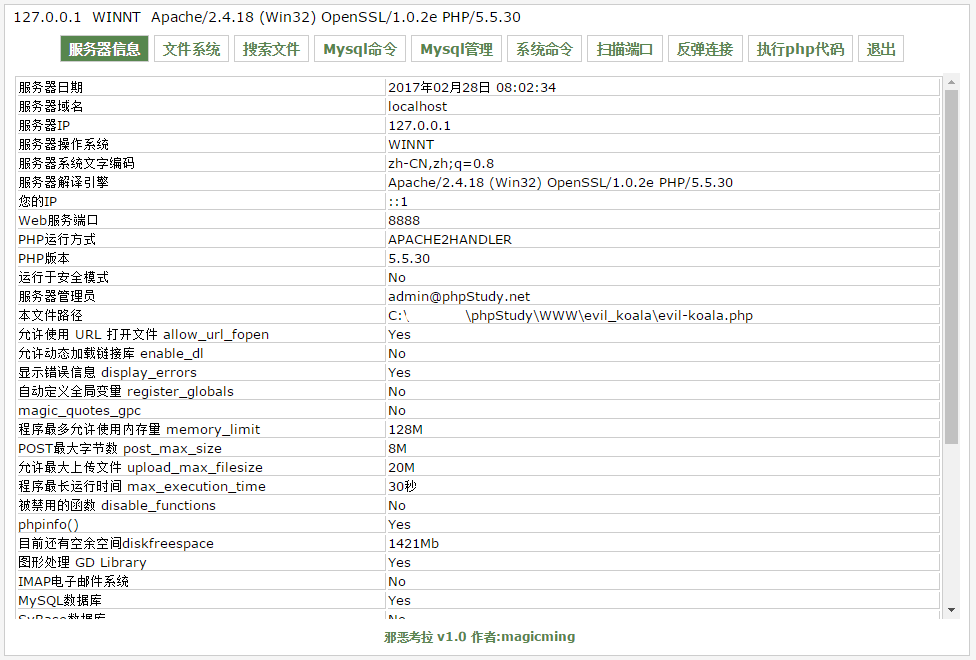 127.0.0.1 WINNT Apache/2.4.18 (Win32) OpenSSL/1.0.2e PHP/5.5.30
服务器信息 文件系统 搜索文件 Mysql命令 Mysql管理 系统命令 扫描端口 反弹连接 执行php代码 退出
服务器日期 2017年02月28日 08:02:34
服务器域名 localhost
服务器IP 127.0.0.1
服务器操作系统 WINNT
服务器系统文字编码 zh-CN,zh;q=0.8
服务器解译引擎 Apache/2.4.18 (Win32) OpenSSL/1.0.2e PHP/5.5.30
您的IP ::1
Web服务端口 8888
PHP运行方式 APACHE2HANDLER
PHP版本 5.5.30
运行于安全模式 No
服务器管理员 admin@phpStudy.net
本文件路径 C:\ \phpStudy\WWW\evil_koala\evil-koala.php
允许使用 URL 打开文件 allow_url_fopen Yes
允许动态加载链接库 enable_dl No
显示错误信息 display_errors Yes
自动定义全局变量 register_globals No
magic_quotes_gpc No
程序最多允许使用内存量 memory_limit 128M
POST最大字节数 post_max_size 8M
允许最大上传文件 upload_max_filesize 20M
程序最长运行时间 max_execution_time 30秒
被禁用的函数 disable_functions No
phpinfo() Yes
目前还有空余空间diskfreespace 1421Mb
图形处理 GD Library Yes
IMAP电子邮件系统 No
MySQL数据库 Yes
SyBase数据库 No
邪恶考拉 v1.0 作者:magicming